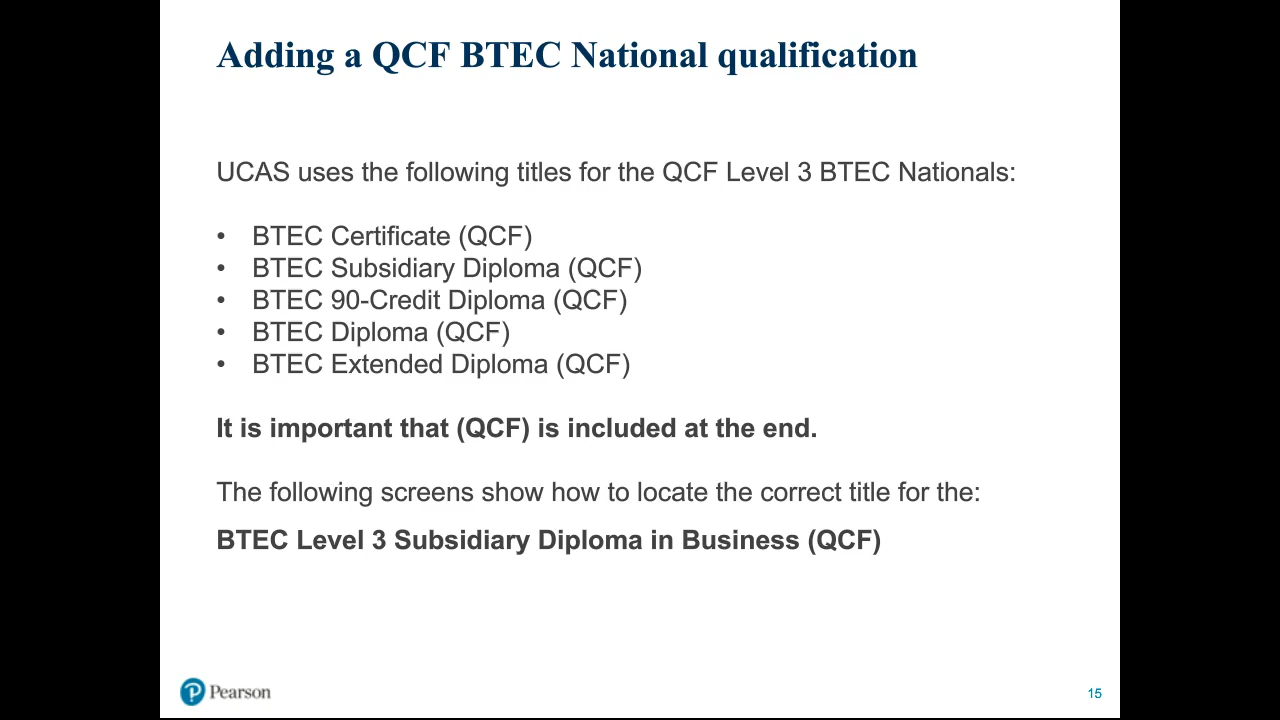 Adding a QCF BTEC National qualification
UCAS uses the following titles for the QCF Level 3 BTEC Nationals:
• BTEC Certificate (QCF)
• BTEC Subsidiary Diploma (QCF)
• BTEC 90-Credit Diploma (QCF)
• BTEC Diploma (QCF)
• BTEC Extended Diploma (QCF)
It is important that (QCF) is included at the end.
The following screens show how to locate the correct title for the:
BTEC Level 3 Subsidiary Diploma in Business (QCF)
Pearson
15